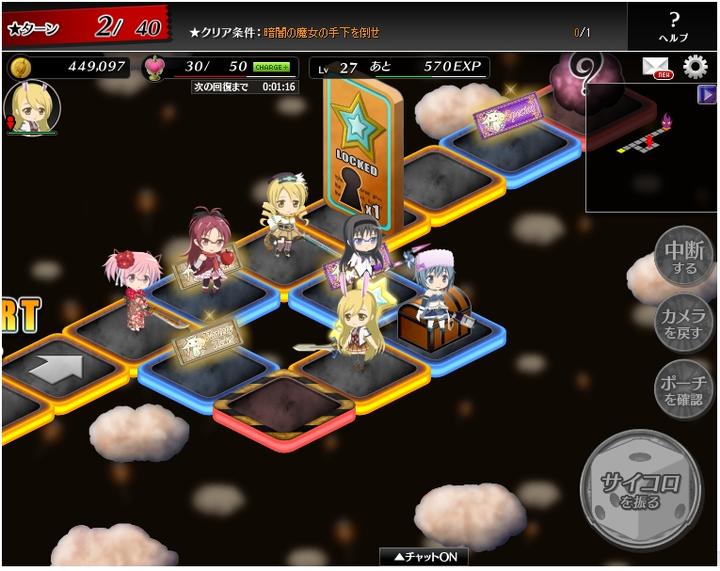 ★ターン 2/ 40
★クリア条件：暗闇の魔女の手下を倒せ 0/1
?
ヘルプ
449,097
30/ 50 CHARGE+
Lv 27 あと 570EXP
NEW
次の回復まで 0:01:16
Special
LOCKED
x1
RT
中断
する
カメラ
を戻す
ポーチ
を確認
サイコロ
を振る
▲チャットON